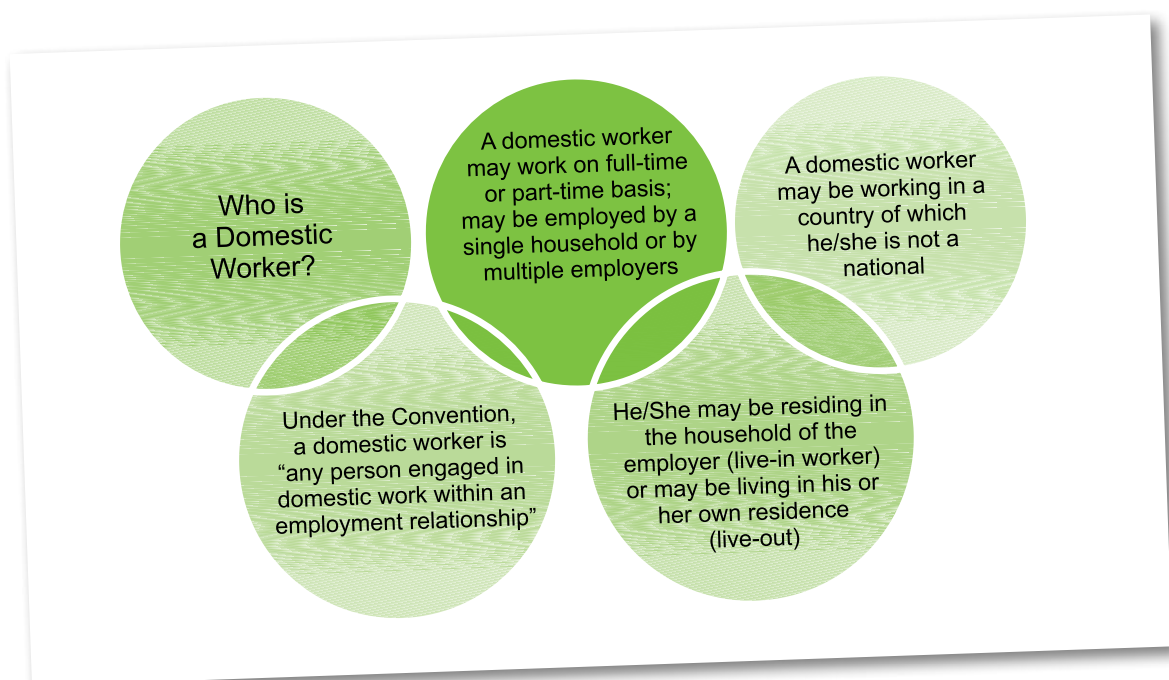 Who is
a Domestic
Worker?
Under the Convention,
a domestic worker is
“any person engaged in
domestic work within an
employment relationship”
A domestic worker
may work on full-time
or part-time basis;
may be employed by a
single household or by
multiple employers
He/She may be residing in
the household of the
employer (live-in worker)
or may be living in his or
her own residence
(live-out)
A domestic worker
may be working in a
country of which
he/she is not a
national